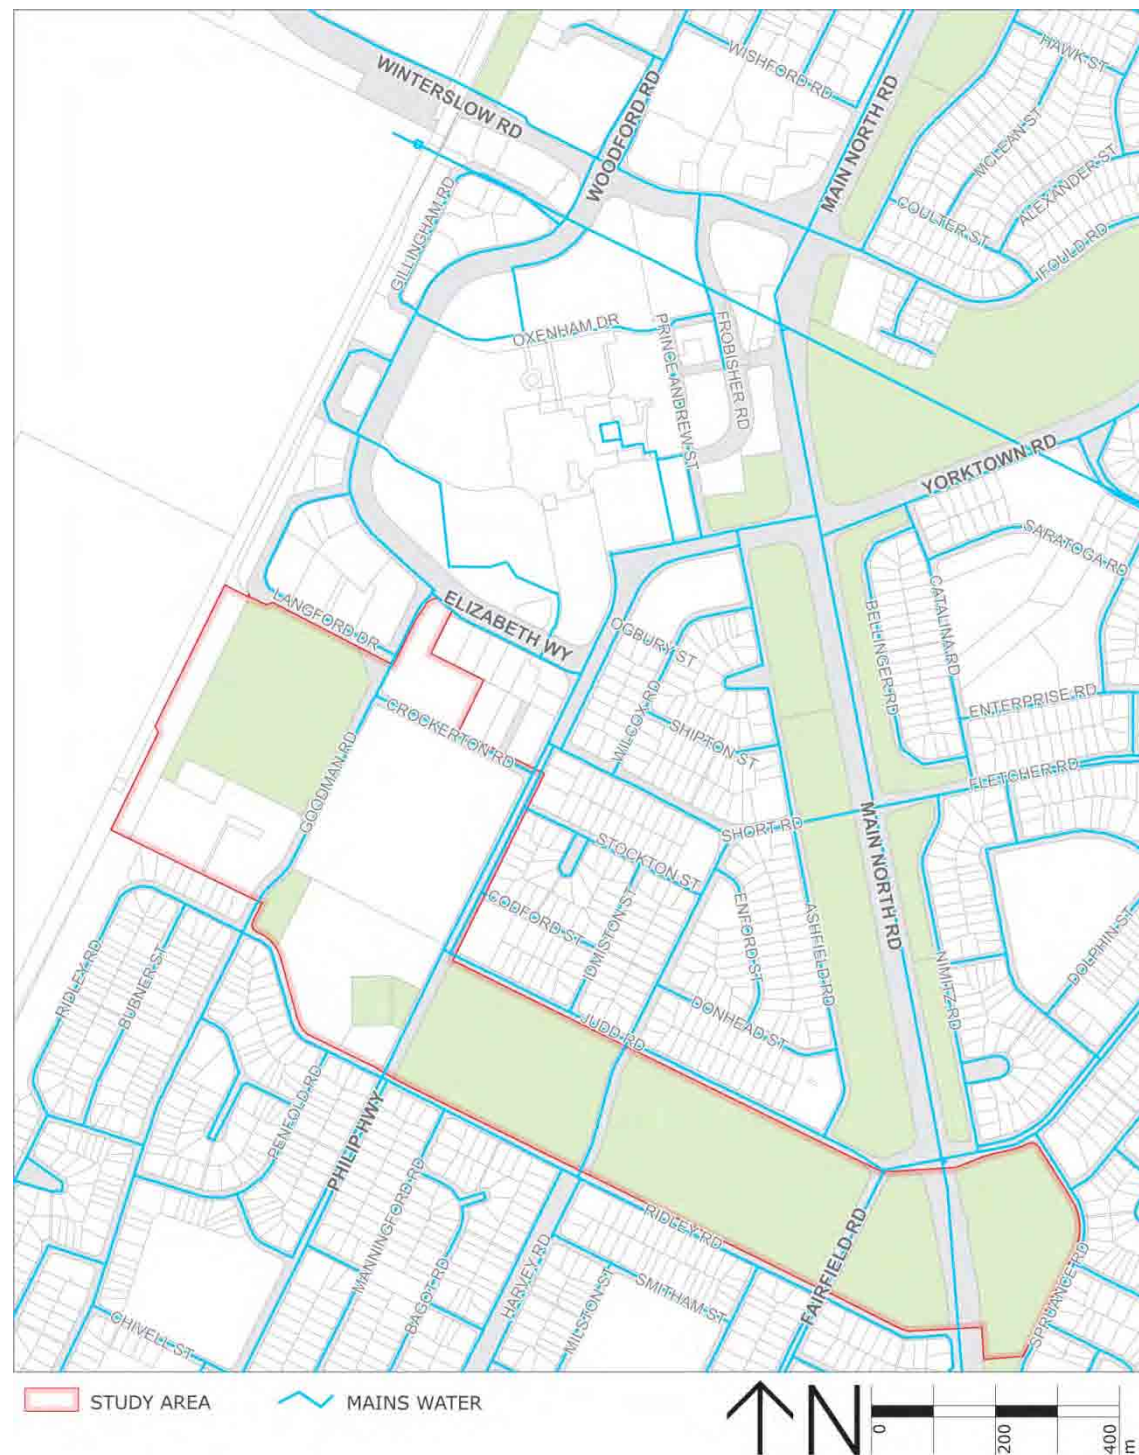 HAWK ST
WISHFORD RD
WINTERSLOW RD
WOODFORD RD
MAIN NORTH RD
MCLEAN ST
ALEXANDER ST
COULTER ST
IFOULD RD
GILLINGHAM RD
OXENHAM DR
PRINCE ANDREW ST
FROBISHER RD
YORKTOWN RD
SARATOGA RD
CATALINA RD
BELLINGER RD
LANGFORD DR
ELIZABETH WY
OGBURY ST
WILCOX RD
SHIPTON ST
ENTERPRISE RD
CROCKERTON RD
GOODMAN RD
FLETCHER RD
SHORT RD
MAIN NORTH RD
STOCKTON ST
CODFORD ST
IDMISTON ST
ENFORD ST
ASHFIELD RD
NIMITZ RD
DOLPHIN ST
RIDLEY RD
BUBNER ST
DONHEAD ST
JUDD RD
PENFOLD RD
PHILIP HWY
MANNINGFORD RD
BAGOT RD
HARVEY RD
RIDLEY RD
SMITHAM ST
MILSTON ST
FAIRFIELD RD
SPRUANCE RD
CHIVELL ST
STUDY AREA
MAINS WATER
N
0
200
400
m